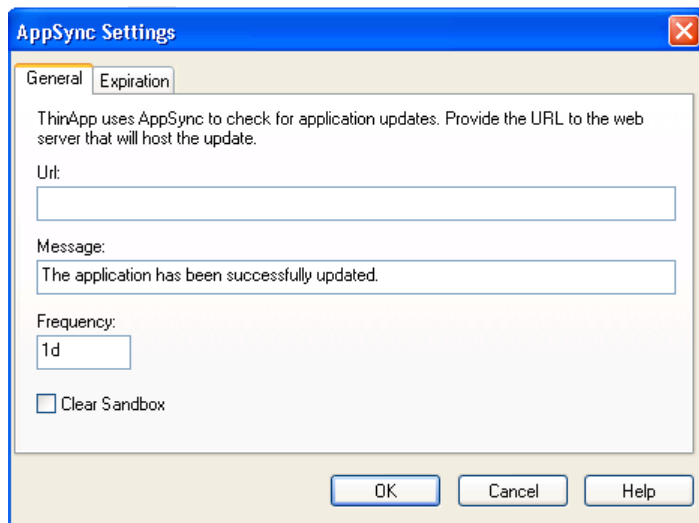 AppSync Settings
General Expiration
ThinApp uses AppSync to check for application updates. Provide the URL to the web
server that will host the update.
Url:
Message:
The application has been successfully updated.
Frequency:
1d
Clear Sandbox
OK Cancel Help